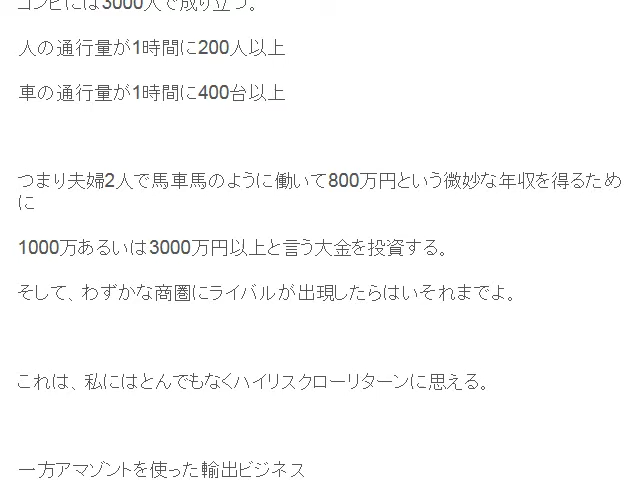 コンビには3000人で成り立つ。
人の通行量が1時間に200人以上
車の通行量が1時間に400台以上
つまり夫婦2人で馬車馬のように働いて800万円という微妙な年収を得るため
に
1000万あるいは3000万円以上と言う大金を投資する。
そして、わずかな商圏にライバルが出現したらはいそれまでよ。
これは、私にはとんでもなくハイリスクローリターンに思える。
一方アマゾントを使った輸出ビジネス